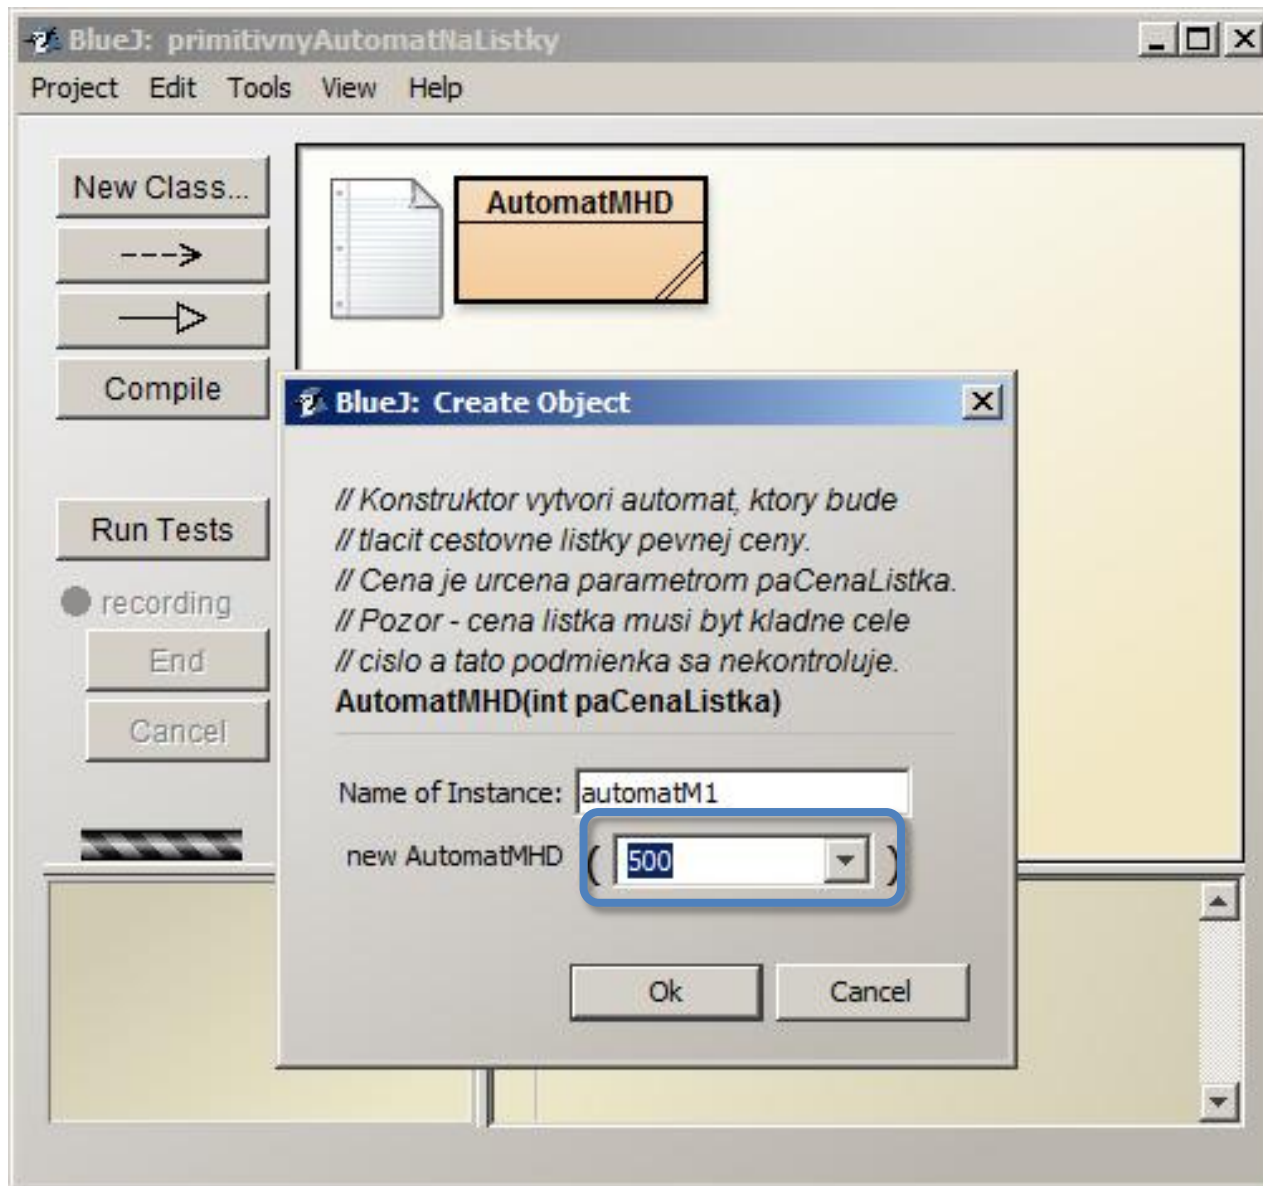 BlueJ: primitivnyAutomatNaListky
Project Edit Tools View Help
New Class...
AutomatMHD
Compile
Run Tests
recording
End
Cancel
BlueJ: Create Object
// Konstruktor vytvori automat, ktory bude
// tlacit cestovne listky pevnej ceny.
// Cena je urcena parametrom paCenaListka.
// Pozor - cena listka musi byt kladne cele
// cislo a tato podmienka sa nekontroluje.
AutomatMHD(int paCenaListka)
Name of Instance: automatM1
new AutomatMHD ( 500 )
Ok Cancel